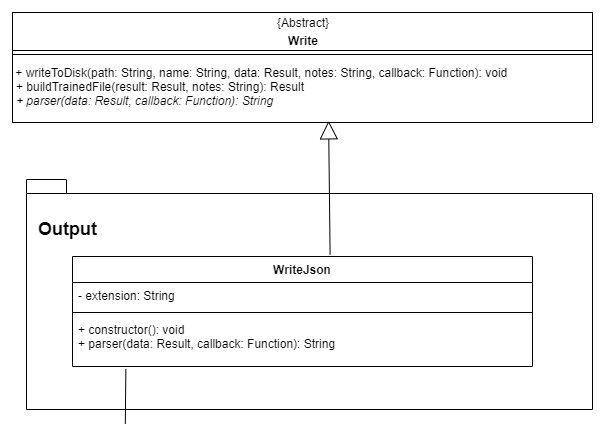 {Abstract}
Write
+ writeToDisk(path: String, name: String, data: Result, notes: String, callback: Function): void
+ buildTrainedFile(result: Result, notes: String): Result
+ parser(data: Result, callback: Function): String
Output
WriteJson
- extension: String
+ constructor(): void
+ parser(data: Result, callback: Function): String